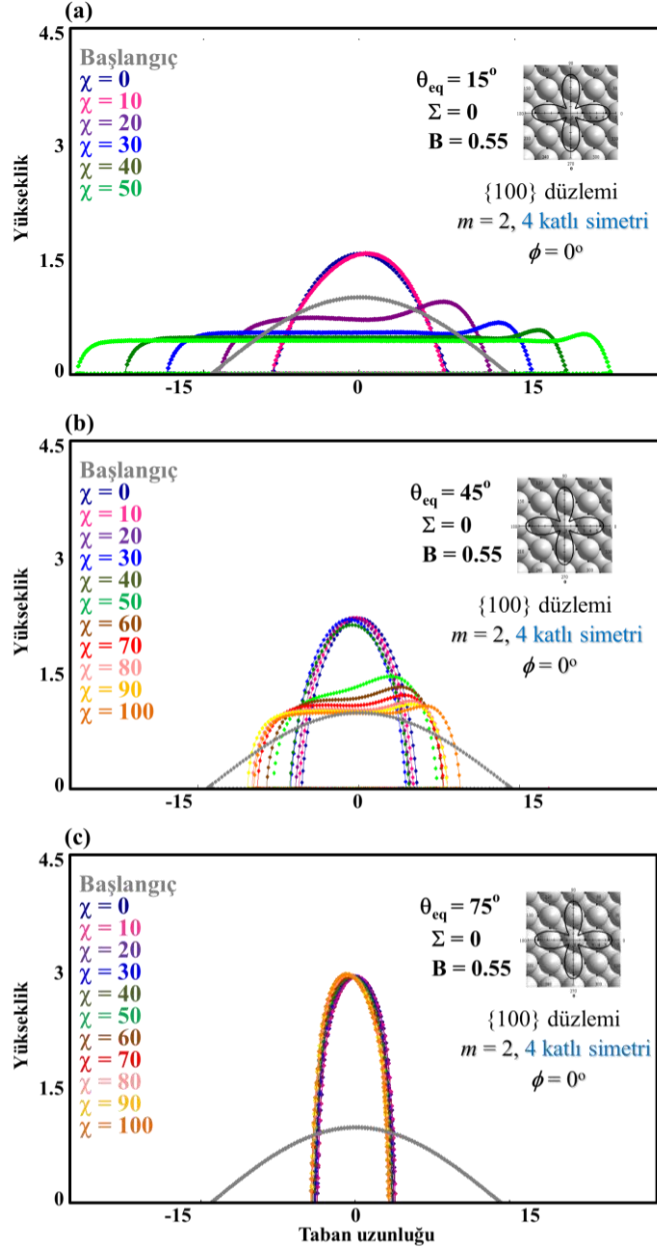 (a)
4.5
3
1.5
0
Yükseklik
Başlangıç
χ = 0
χ = 10
χ = 20
χ = 30
χ = 40
χ = 50
θeq = 15°
Σ = 0
B = 0.55
{100} düzlemi
m = 2, 4 katlı simetri
ϕ = 0°
-15
0
15
(b)
4.5
3
1.5
0
Yükseklik
Başlangıç
χ = 0
χ = 10
χ = 20
χ = 30
χ = 40
χ = 50
χ = 60
χ = 70
χ = 80
χ = 90
χ = 100
θeq = 45°
Σ = 0
B = 0.55
{100} düzlemi
m = 2, 4 katlı simetri
ϕ = 0°
-15
0
15
(c)
4.5
3
1.5
0
Yükseklik
Başlangıç
χ = 0
χ = 10
χ = 20
χ = 30
χ = 40
χ = 50
χ = 60
χ = 70
χ = 80
χ = 90
χ = 100
θeq = 75°
Σ = 0
B = 0.55
{100} düzlemi
m = 2, 4 katlı simetri
ϕ = 0°
-15
0
15
Taban uzunluğu